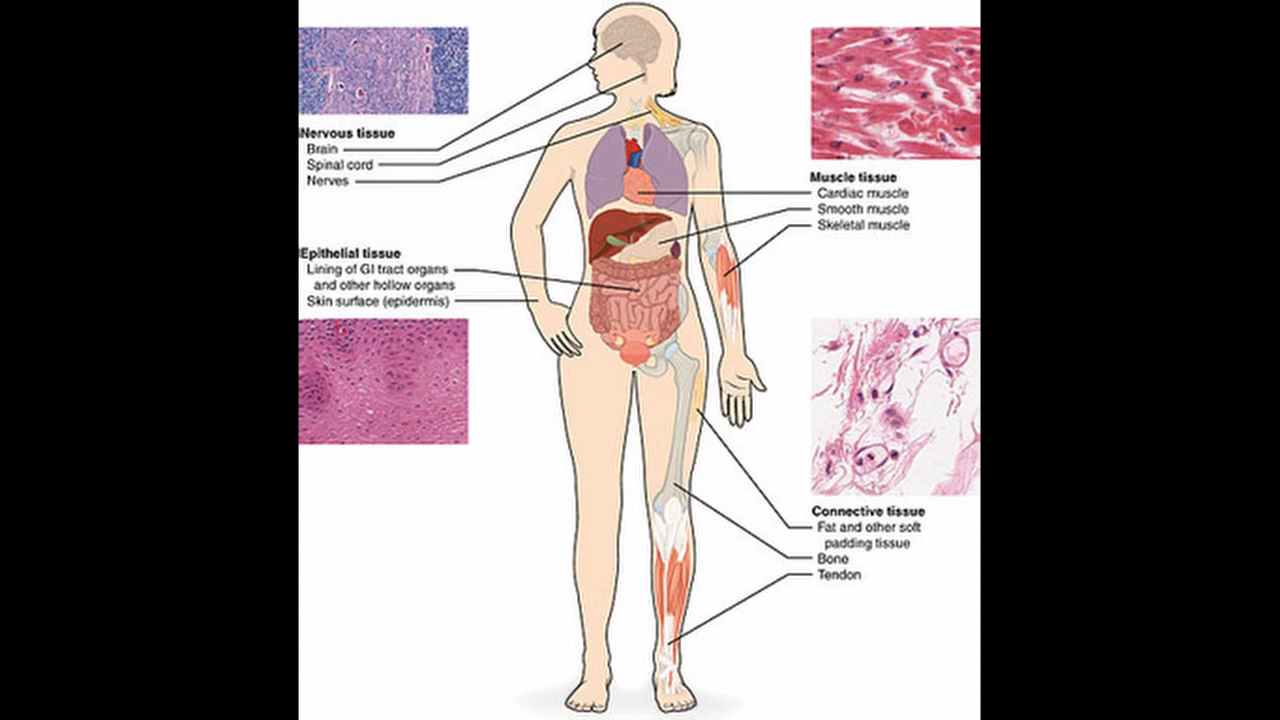 Nervous tissue
Brain
Spinal cord
Nerves
Epithelial tissue
Lining of GI tract organs
and other hollow organs
Skin surface (epidermis)
Muscle tissue
Cardiac muscle
Smooth muscle
Skeletal muscle
Connective tissue
Fat and other soft
padding tissue
Bone
Tendon